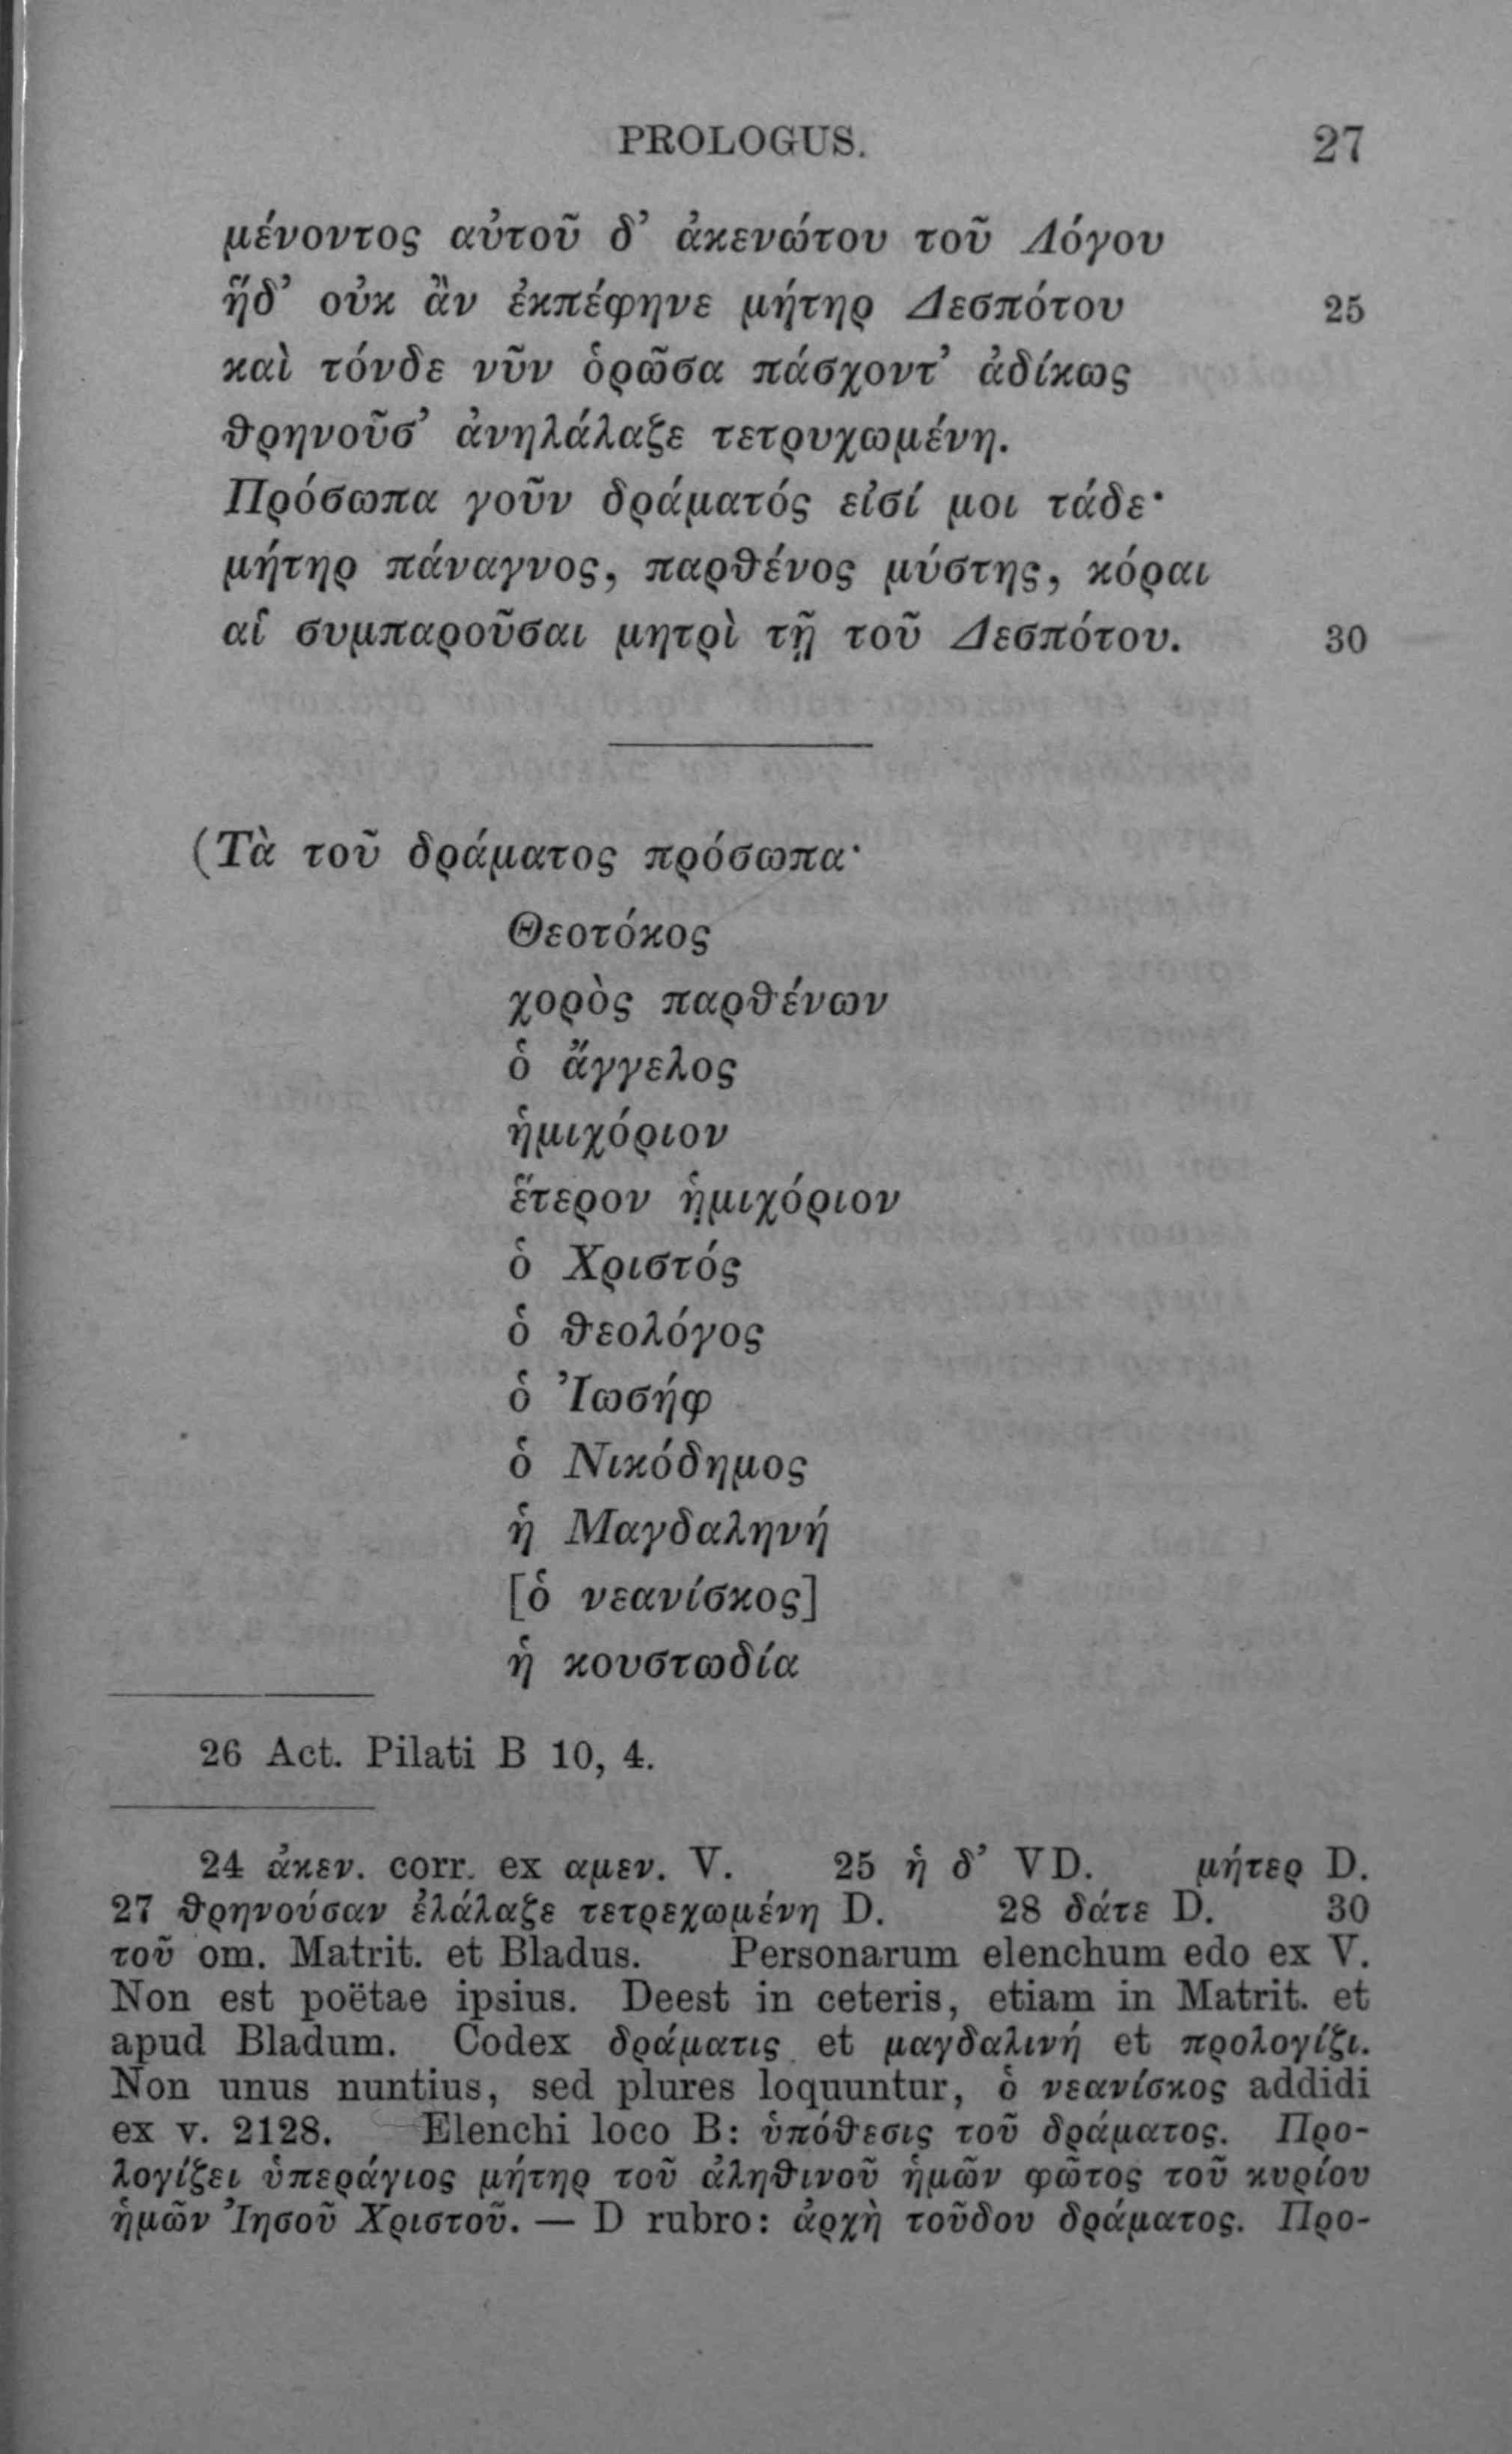 PROLOGUS. 27
μένοντος αὐτοῦ δ’ ἀκενώτου τοῦ Λόγου
ἥδ’ οὐκ ἂν ἐκπέφηνε μήτηρ Δεσπότου 25
καὶ τόνδε νῦν ὁρῶσα πάσχοντ’ ἀδίκως
θρηνοῦσ’ ἀνηλάλαξε τετρυχωμένη.
Πρόσωπα γοῦν δράματός εἰσί μοι τάδε·
μήτηρ πάναγνος, παρθένος μύστης, κόραι
αἱ συμπαροῦσαι μητρὶ τῇ τοῦ Δεσπότου. 30
(Τὰ τοῦ δράματος πρόσωπα·
Θεοτόκος
χορὸς παρθένων
ὁ ἄγγελος
ἡμιχόριον
ἕτερον ἡμιχόριον
ὁ Χριστός
ὁ θεολόγος
ὁ Ἰωσήφ
ὁ Νικόδημος
ἡ Μαγδαληνή
[ὁ νεανίσκος]
ἡ κουστωδία
26 Act. Pilati B 10, 4.
24 ἀκεν. corr. ex αμεν. V. 25 ἡ δ’ VD. μήτερ D.
27 θρηνούσαν ἐλάλαξε τετρεχωμένη D. 28 δάτε D. 30
τοῦ om. Matrit. et Bladus. Personarum elenchum edo ex V.
Non est poëtae ipsius. Deest in ceteris, etiam in Matrit. et
apud Bladum. Codex δράματις et μαγδαλινή et προλογίζι.
Non unus nuntius, sed plures loquuntur, ὁ νεανίσκος addidi
ex v. 2128. Elenchi loco B: ὑπόθεσις τοῦ δράματος. Προ-
λογίζει ὑπεράγιος μήτηρ τοῦ ἀληθινοῦ ἡμῶν φῶτος τοῦ κυρίου
ἡμῶν Ἰησοῦ Χριστοῦ. — D rubro: ἀρχὴ τοῦδου δράματος. Προ-